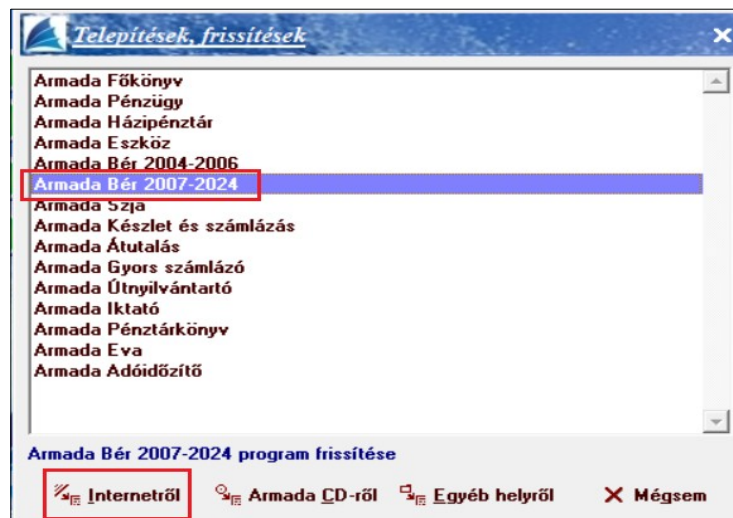 Telepítések, frissítések
Armada Főkönyv
Armada Pénzügy
Armada Házipénztár
Armada Eszköz
Armada Bér 2004-2006
Armada Bér 2007-2024
Armada Szja
Armada Készlet és számlázás
Armada Átutalás
Armada Gyors számlázó
Armada Útnyilvántartó
Armada Iktató
Armada Pénztárkönyv
Armada Eva
Armada Adóidőzítő
Armada Bér 2007-2024 program frissítése
Internetről Armada CD-ről Egyéb helyről Mégsem